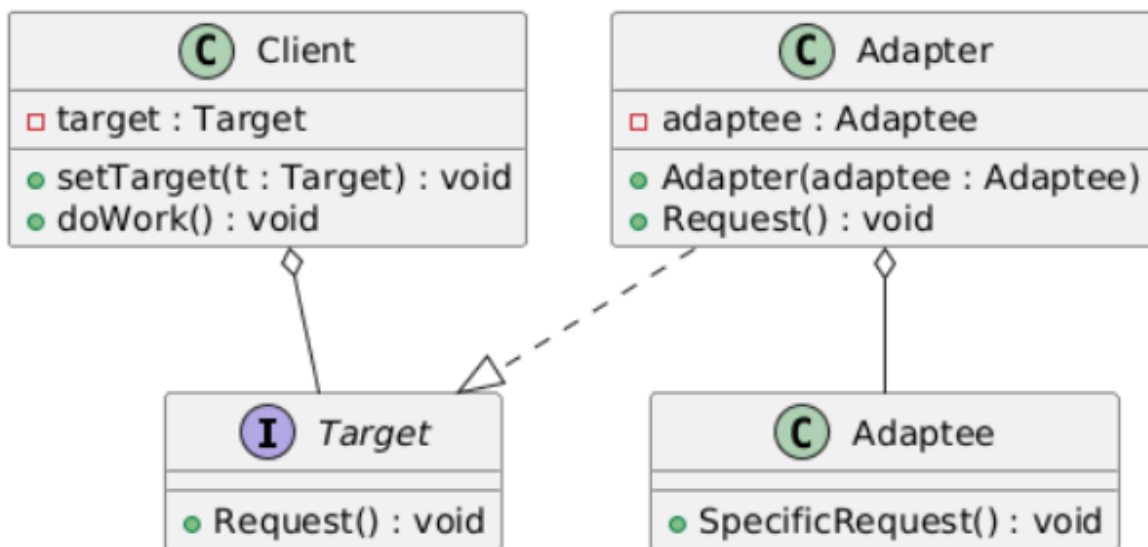 C Client
target : Target
setTarget(t : Target) : void
doWork() : void
C Adapter
adaptee : Adaptee
Adapter(adaptee : Adaptee)
Request() : void
I Target
Request() : void
C Adaptee
SpecificRequest() : void